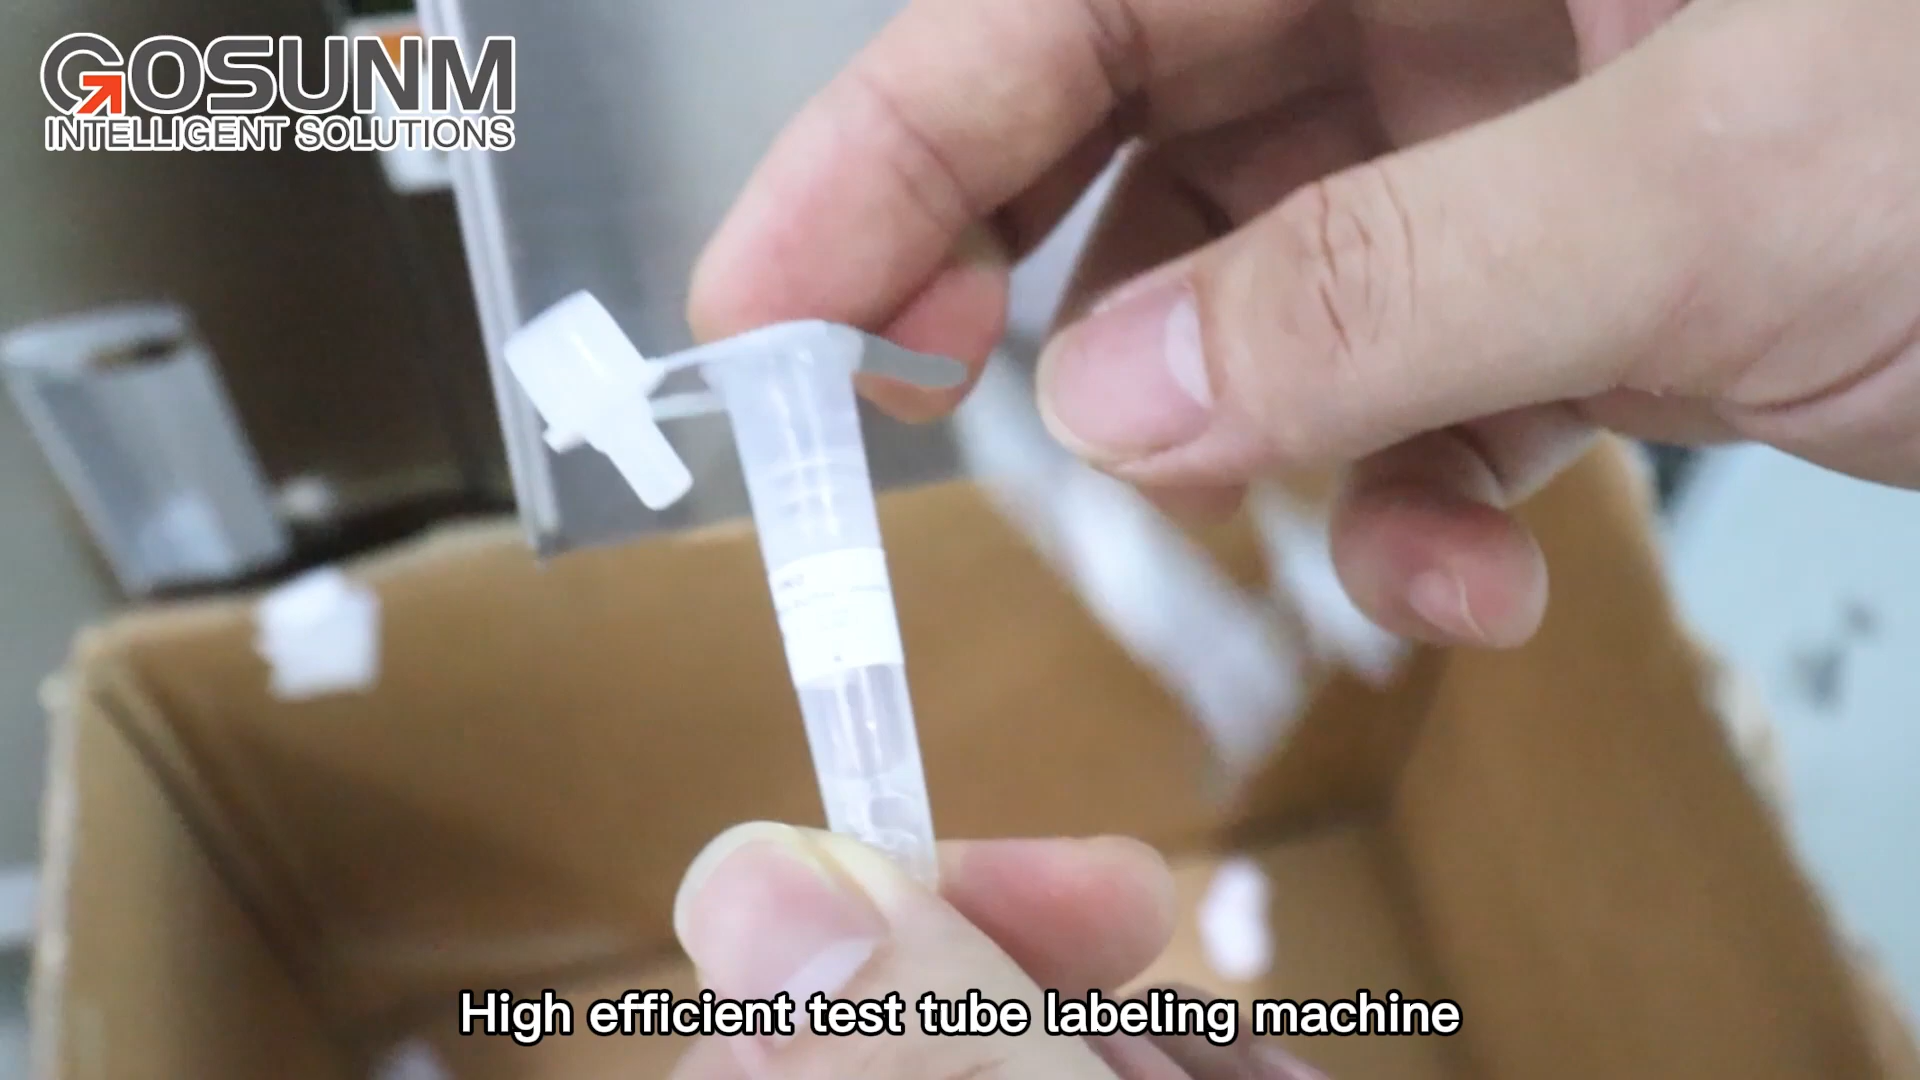 GOSUNM
INTELLIGENT SOLUTIONS
High efficient test tube labeling machine